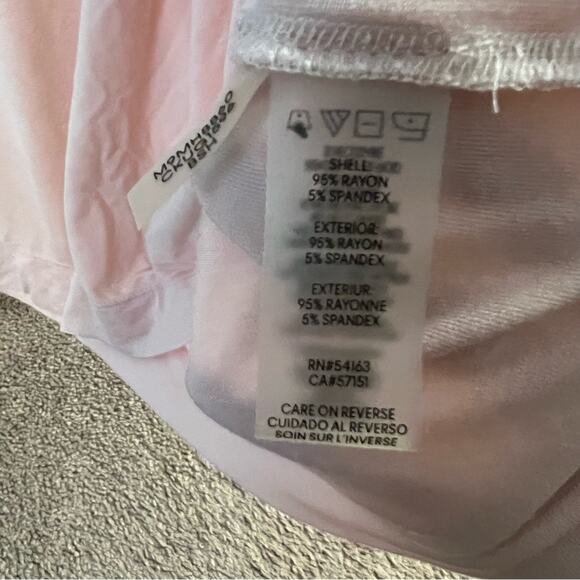 SHELL:
95% RAYON
5% SPANDEX
EXTERIOR:
95% RAYON
5% SPANDEX
EXTERIUR:
95% RAYONNE
5% SPANDEX
RN#54163
CA#57151
CARE ON REVERSE
CUIDADO AL REVERSO
SOIN SUR L'INVERSE